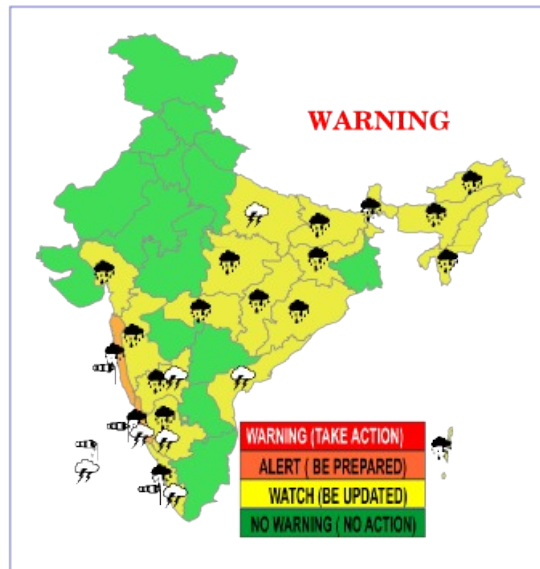 WARNING
WARNING (TAKE ACTION)
ALERT ( BE PREPARED)
WATCH (BE UPDATED)
NO WARNING ( NO ACTION)